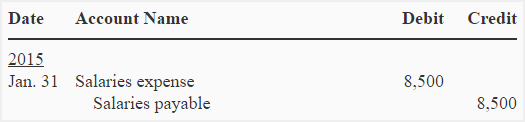 Date Account Name Debit Credit
2015
Jan. 31 Salaries expense 8,500
Salaries payable 8,500